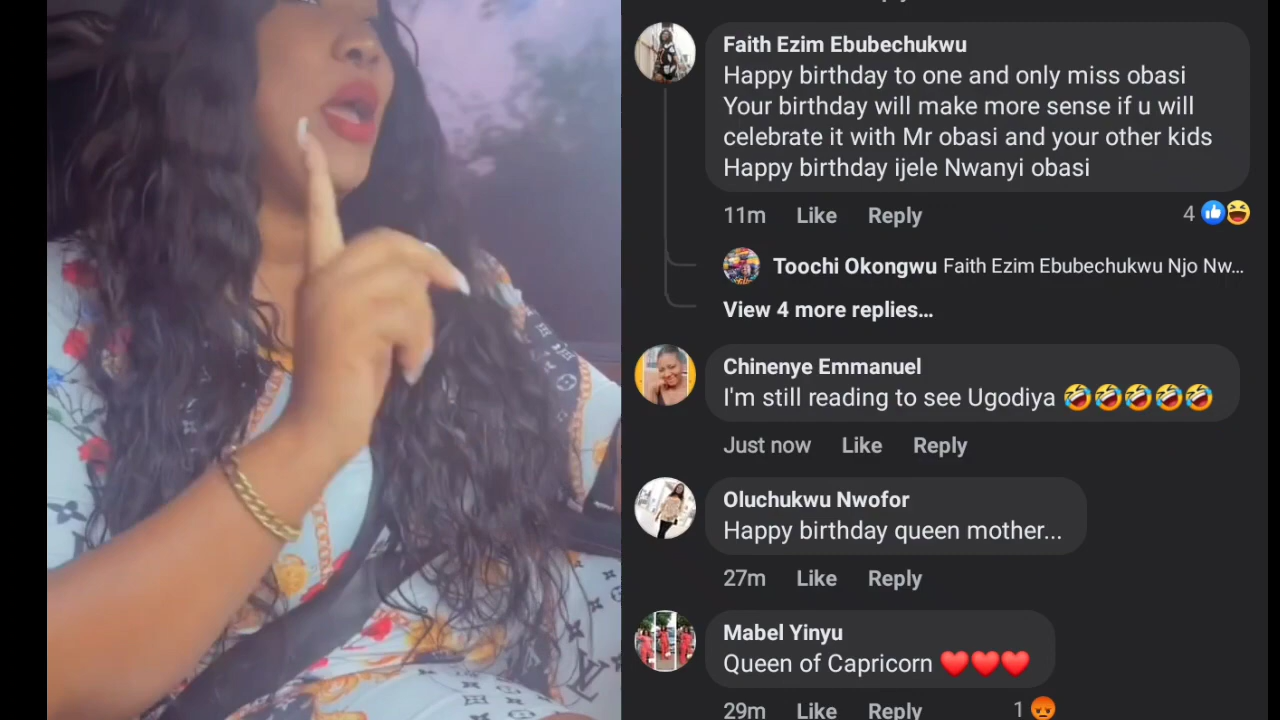 Faith Ezim Ebubechukwu
Happy birthday to one and only miss obasi
Your birthday will make more sense if u will
celebrate it with Mr obasi and your other kids
Happy birthday ijele Nwanyi obasi
11m Like Reply 4
Toochi Okongwu Faith Ezim Ebubechukwu Njo Nw...
View 4 more replies...
Chinenye Emmanuel
I'm still reading to see Ugodiya 🤣🤣🤣🤣🤣
Just now Like Reply
Oluchukwu Nwofor
Happy birthday queen mother...
27m Like Reply
Mabel Yinyu
Queen of Capricorn ❤️❤️❤️
29m Like Reply 1